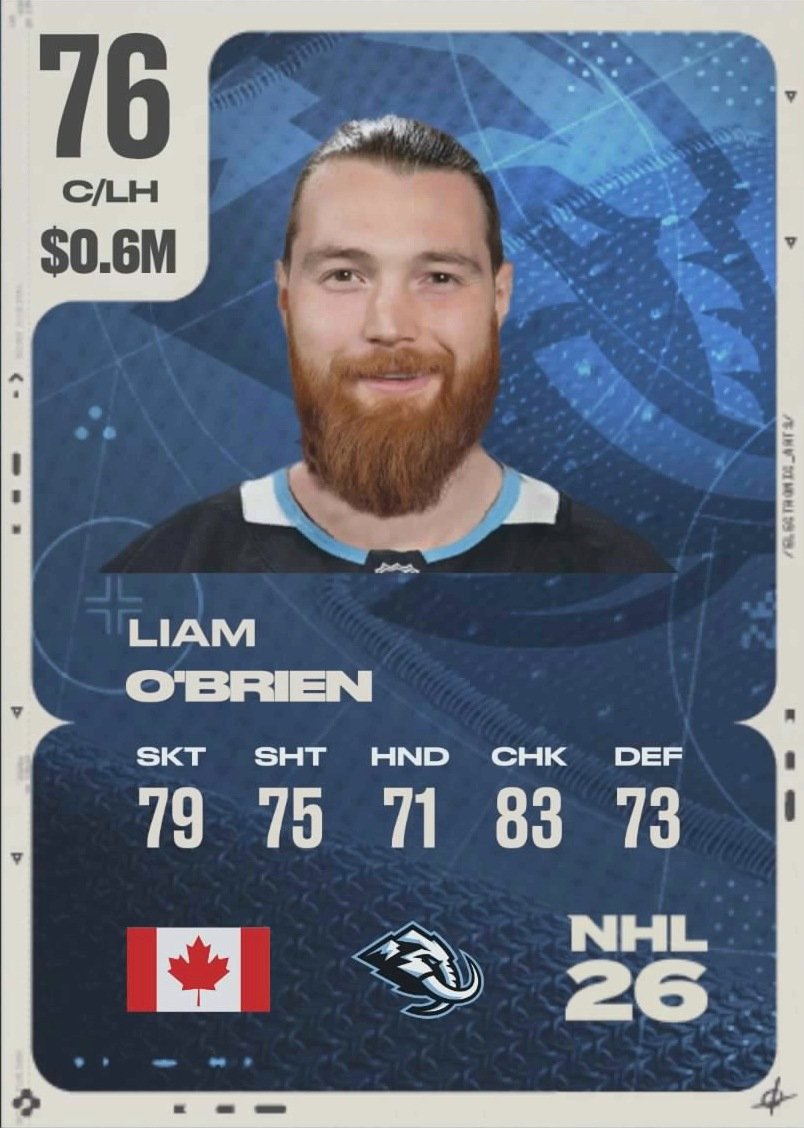 76
C/LH
$0.6M
LIAM
O'BRIEN
SKT SHT HND CHK DEF
79 75 71 83 73
NHL
26